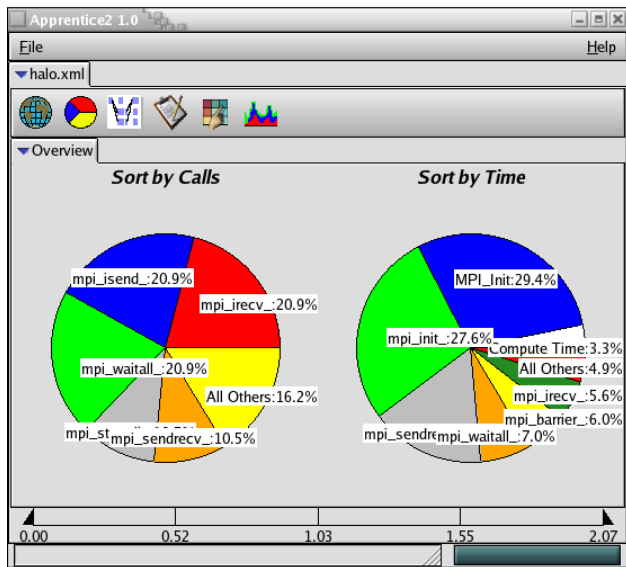 Apprentice2 1.0
File Help
halo.xml
Overview
Sort by Calls
Sort by Time
mpi_isend_:20.9%
mpi_irecv_:20.9%
mpi_waitall_:20.9%
All Others:16.2%
mpi_sendrecv_:10.5%
MPI_Init:29.4%
mpi_init_:27.6%
Compute Time:3.3%
All Others:4.9%
mpi_irecv_:5.6%
mpi_barrier_:6.0%
mpi_waitall_:7.0%
0.00 0.52 1.03 1.55 2.07